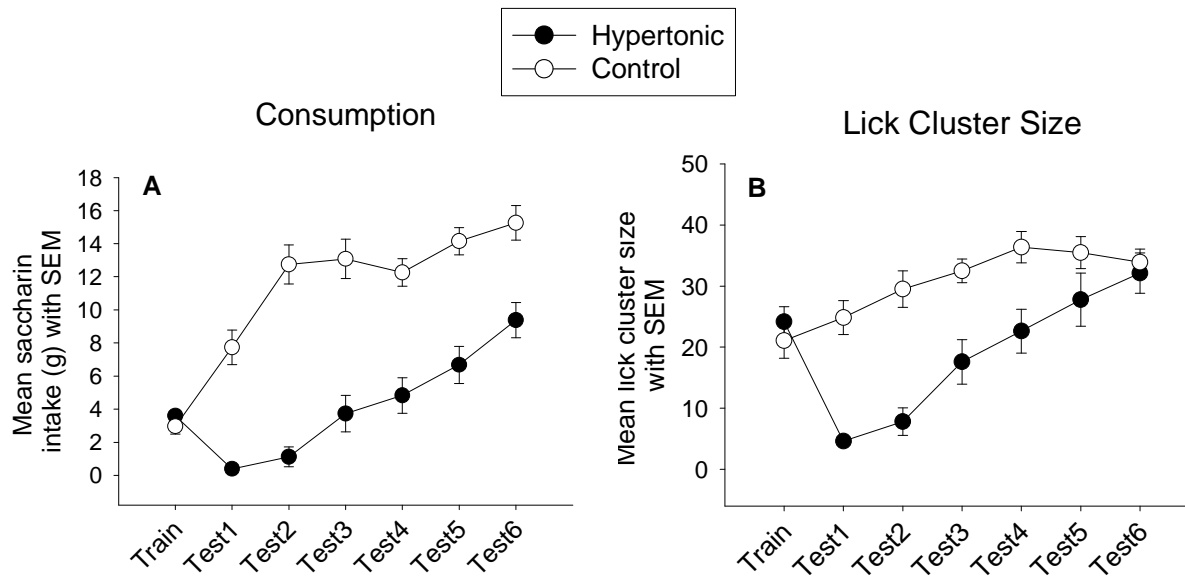 Hypertonic
Control
Consumption
A
Mean saccharin
intake (g) with SEM
18
16
14
12
10
8
6
4
2
0
Train
Test1
Test2
Test3
Test4
Test5
Test6
Lick Cluster Size
B
Mean lick cluster size
with SEM
50
40
30
20
10
0
Train
Test1
Test2
Test3
Test4
Test5
Test6